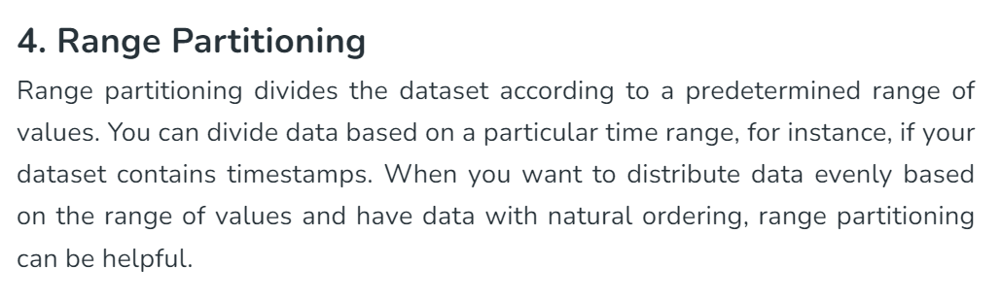 4. Range Partitioning
Range partitioning divides the dataset according to a predetermined range of
values. You can divide data based on a particular time range, for instance, if your
dataset contains timestamps. When you want to distribute data evenly based
on the range of values and have data with natural ordering, range partitioning
can be helpful.